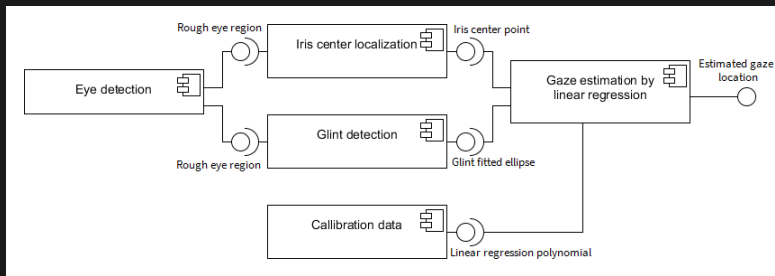 Rough eye region
Iris center point
Iris center localization
Estimated gaze
location
Eye detection
Gaze estimation by
linear regression
Glint detection
Rough eye region
Glint fitted ellipse
Callibration data
Linear regression polynomial